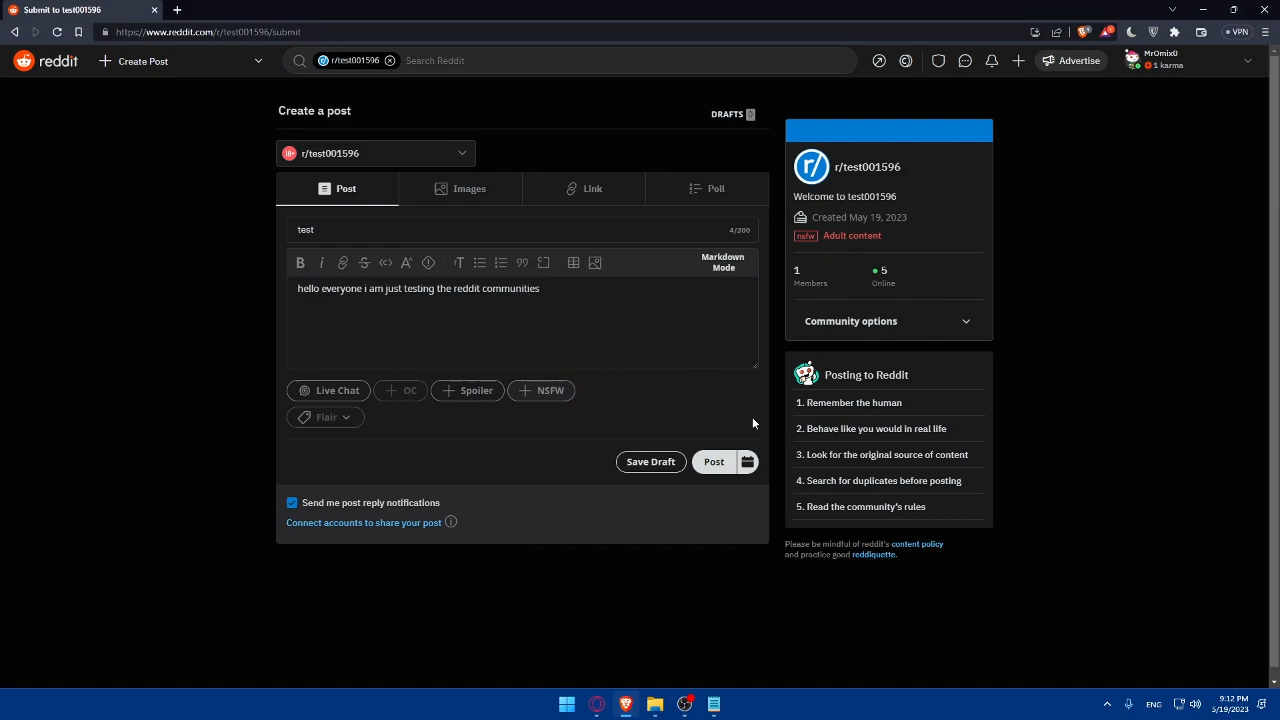 Submit to test001596
https://www.reddit.com/r/test001596/submit
VPN
reddit
Create Post
r/test001596
Search Reddit
Advertise
MrOmix0
1 karma
Create a post
DRAFTS 0
18+ r/test001596
Post
Images
Link
Poll
test
4/300
Markdown Mode
hello everyone i am just testing the reddit communities
Live Chat
OC
Spoiler
NSFW
Flair
Save Draft
Post
Send me post reply notifications
Connect accounts to share your post
r/ r/test001596
Welcome to test001596
Created May 19, 2023
nsfw Adult content
1
Members
5
Online
Community options
Posting to Reddit
1. Remember the human
2. Behave like you would in real life
3. Look for the original source of content
4. Search for duplicates before posting
5. Read the community's rules
Please be mindful of reddit's content policy
and practice good reddiquette.
ENG
9:12 PM
5/19/2023